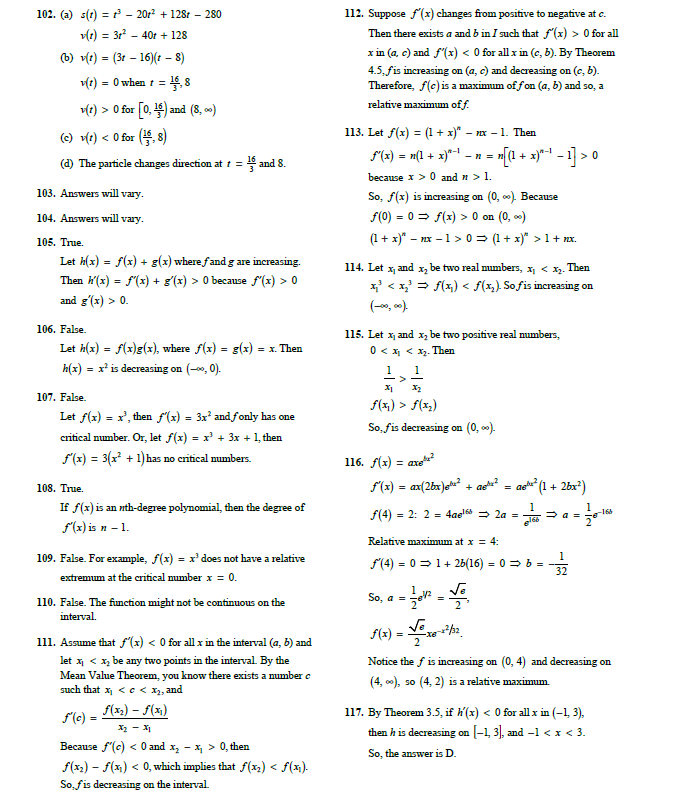 102. (a) s(t) = t³ − 20t² + 128t − 280
v(t) = 3t² − 40t + 128
(b) v(t) = (3t − 16)(t − 8)
v(t) = 0 when t = 16/3, 8
v(t) > 0 for [0, 16/3) and (8, ∞)
(c) v(t) < 0 for (16/3, 8)
(d) The particle changes direction at t = 16/3 and 8.
103. Answers will vary.
104. Answers will vary.
105. True.
Let h(x) = f(x) + g(x) where f and g are increasing.
Then h′(x) = f′(x) + g′(x) > 0 because f′(x) > 0
and g′(x) > 0.
106. False.
Let h(x) = f(x)g(x), where f(x) = g(x) = x. Then
h(x) = x² is decreasing on (−∞, 0).
107. False.
Let f(x) = x³, then f′(x) = 3x² and f only has one
critical number. Or, let f(x) = x³ + 3x + 1, then
f′(x) = 3(x² + 1) has no critical numbers.
108. True.
If f(x) is an nth-degree polynomial, then the degree of
f′(x) is n − 1.
109. False. For example, f(x) = x³ does not have a relative
extremum at the critical number x = 0.
110. False. The function might not be continuous on the
interval.
111. Assume that f′(x) < 0 for all x in the interval (a, b) and
let x₁ < x₂ be any two points in the interval. By the
Mean Value Theorem, you know there exists a number c
such that x₁ < c < x₂, and
f′(c) = (f(x₂) − f(x₁))/(x₂ − x₁)
Because f′(c) < 0 and x₂ − x₁ > 0, then
f(x₂) − f(x₁) < 0, which implies that f(x₂) < f(x₁).
So, f is decreasing on the interval.
112. Suppose f′(x) changes from positive to negative at c.
Then there exists a and b in I such that f′(x) > 0 for all
x in (a, c) and f′(x) < 0 for all x in (c, b). By Theorem
4.5, f is increasing on (a, c) and decreasing on (c, b).
Therefore, f(c) is a maximum of f on (a, b) and so, a
relative maximum of f.
113. Let f(x) = (1 + x)ⁿ − nx − 1. Then
f′(x) = n(1 + x)ⁿ⁻¹ − n = n[(1 + x)ⁿ⁻¹ − 1] > 0
because x > 0 and n > 1.
So, f(x) is increasing on (0, ∞). Because
f(0) = 0 ⇒ f(x) > 0 on (0, ∞)
(1 + x)ⁿ − nx − 1 > 0 ⇒ (1 + x)ⁿ > 1 + nx.
114. Let x₁ and x₂ be two real numbers, x₁ < x₂. Then
x₁³ < x₂³ ⇒ f(x₁) < f(x₂). So f is increasing on
(−∞, ∞).
115. Let x₁ and x₂ be two positive real numbers,
0 < x₁ < x₂. Then
1/x₁ > 1/x₂
f(x₁) > f(x₂)
So, f is decreasing on (0, ∞).
116. f(x) = axe^(bx²)
f′(x) = ax(2bx)e^(bx²) + ae^(bx²) = ae^(bx²)(1 + 2bx²)
f(4) = 2: 2 = 4ae^(16b) ⇒ 2a = 1/e^(16b) ⇒ a = 1/2 e^(−16b)
Relative maximum at x = 4:
f′(4) = 0 ⇒ 1 + 2b(16) = 0 ⇒ b = −1/32
So, a = 1/2 e^(1/2) = √e/2,
f(x) = √e/2 xe^(−x²/32).
Notice the f is increasing on (0, 4) and decreasing on
(4, ∞), so (4, 2) is a relative maximum.
117. By Theorem 3.5, if h′(x) < 0 for all x in (−1, 3),
then h is decreasing on [−1, 3], and −1 < x < 3.
So, the answer is D.